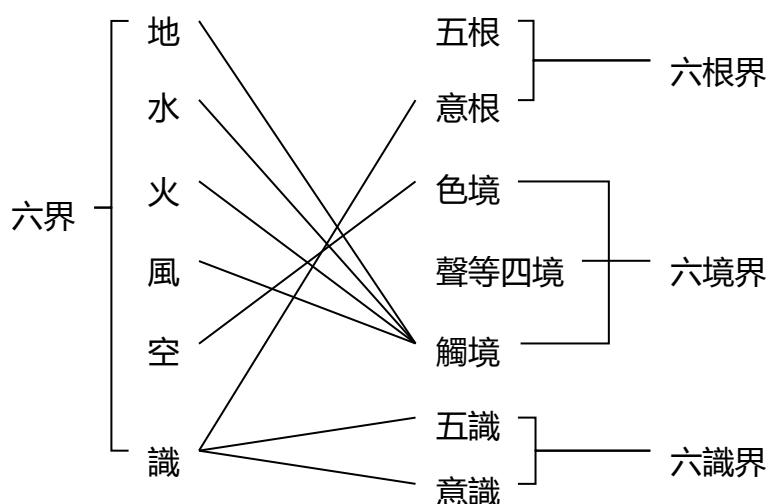 地
水
火
風
空
識
六界
五根
意根
色境
聲等四境
觸境
五識
意識
六根界
六境界
六識界